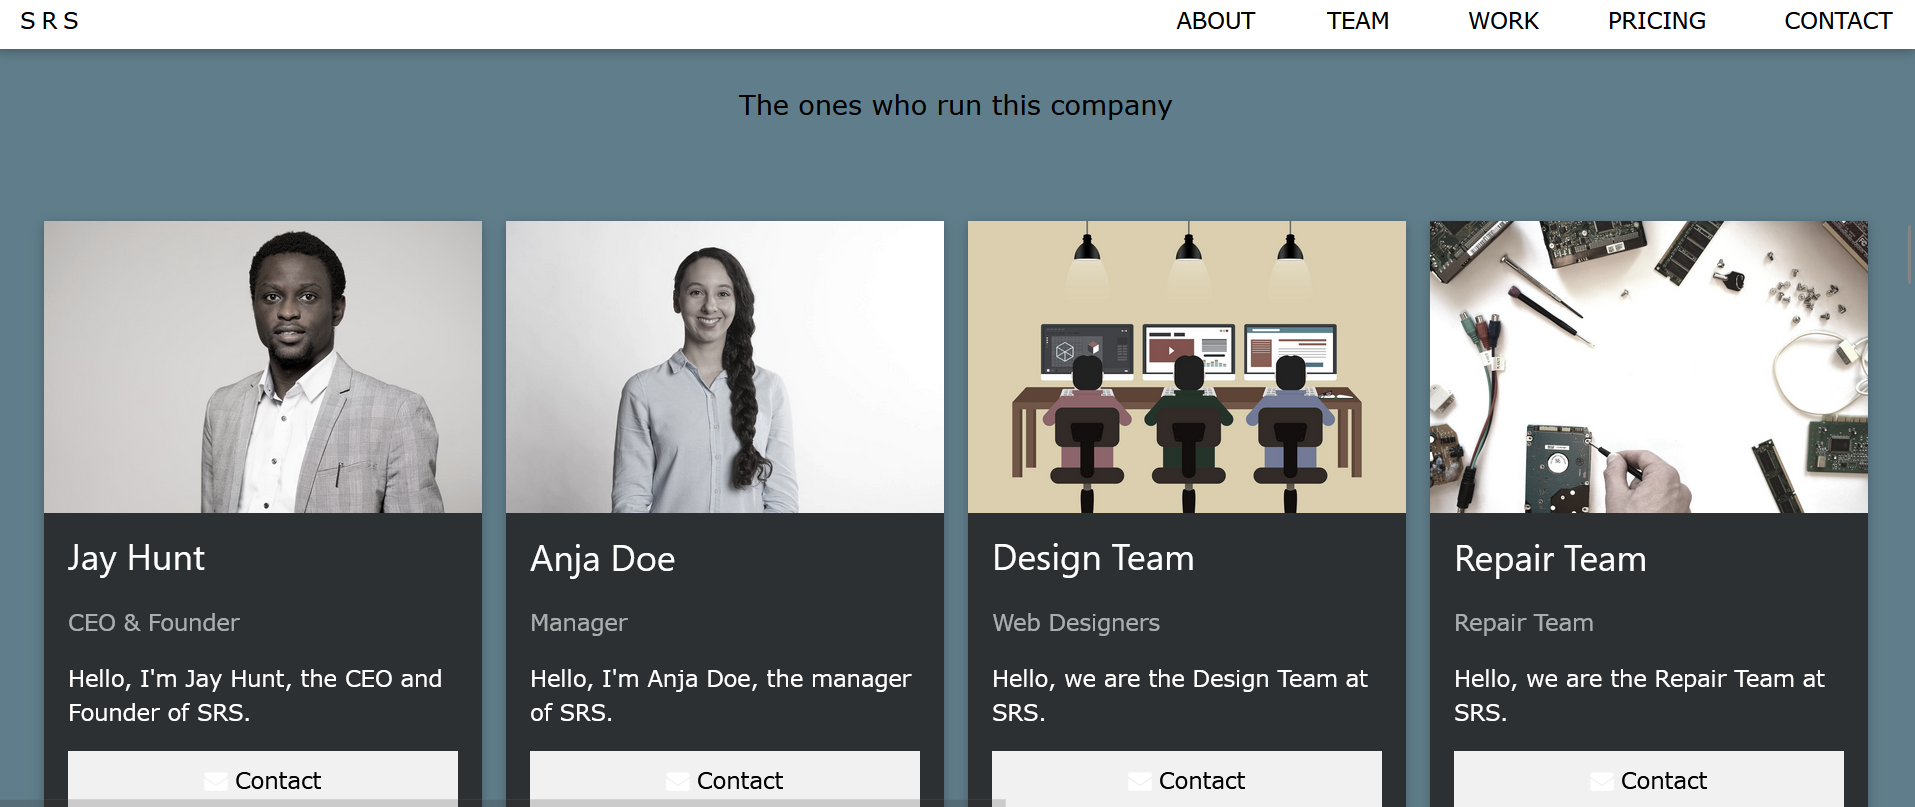 S R S
ABOUT
TEAM
WORK
PRICING
CONTACT
The ones who run this company
Jay Hunt
CEO & Founder
Hello, I'm Jay Hunt, the CEO and
Founder of SRS.
Contact
Anja Doe
Manager
Hello, I'm Anja Doe, the manager
of SRS.
Contact
Design Team
Web Designers
Hello, we are the Design Team at
SRS.
Contact
Repair Team
Repair Team
Hello, we are the Repair Team at
SRS.
Contact